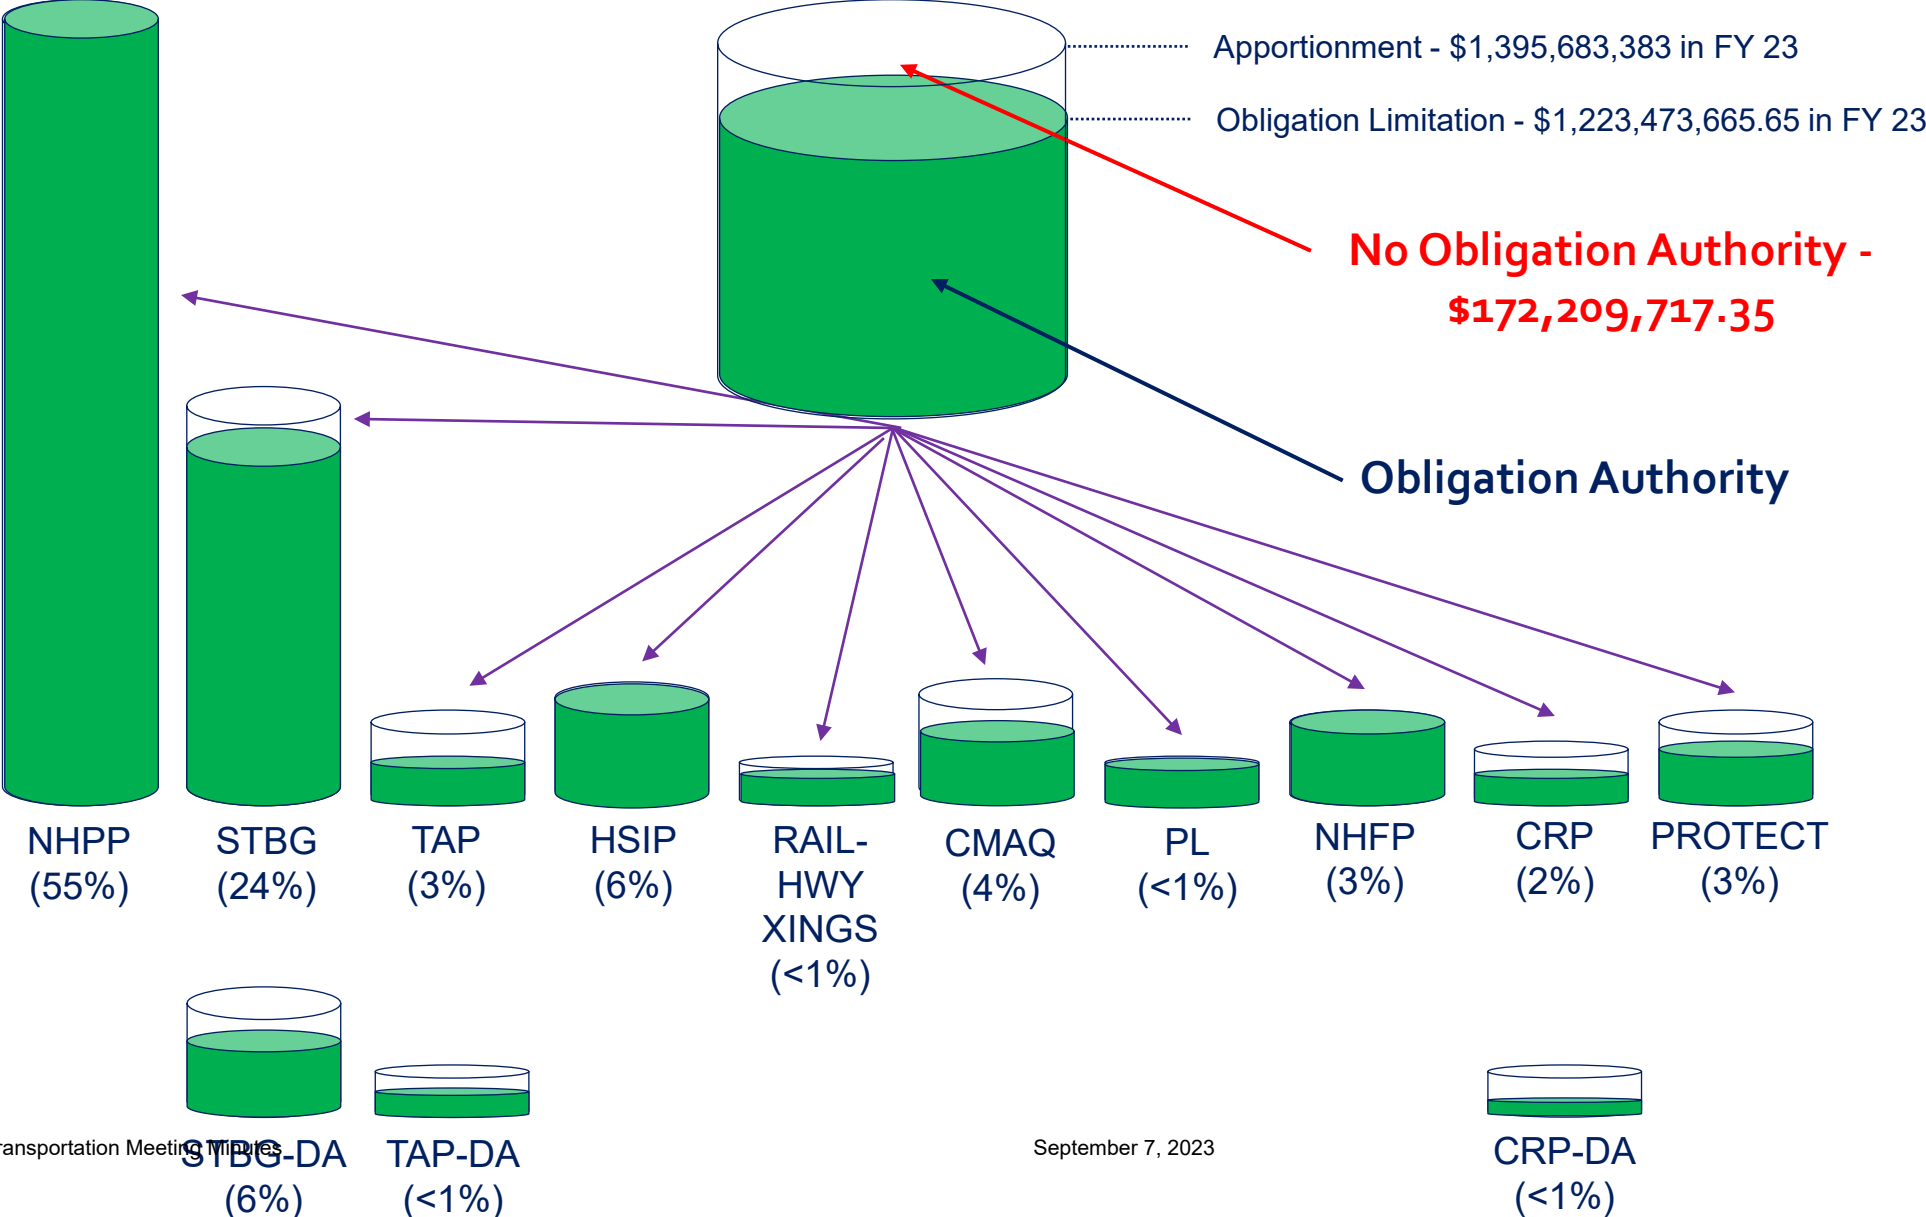 Apportionment - $1,395,683,383 in FY 23
Obligation Limitation - $1,223,473,665.65 in FY 23
No Obligation Authority -
$172,209,717.35
Obligation Authority
NHPP
(55%)
STBG
(24%)
TAP
(3%)
HSIP
(6%)
RAIL-
HWY
XINGS
(<1%)
CMAQ
(4%)
PL
(<1%)
NHFP
(3%)
CRP
(2%)
PROTECT
(3%)
ransportation Meeting Minutes
September 7, 2023
STBG-DA
(6%)
TAP-DA
(<1%)
CRP-DA
(<1%)